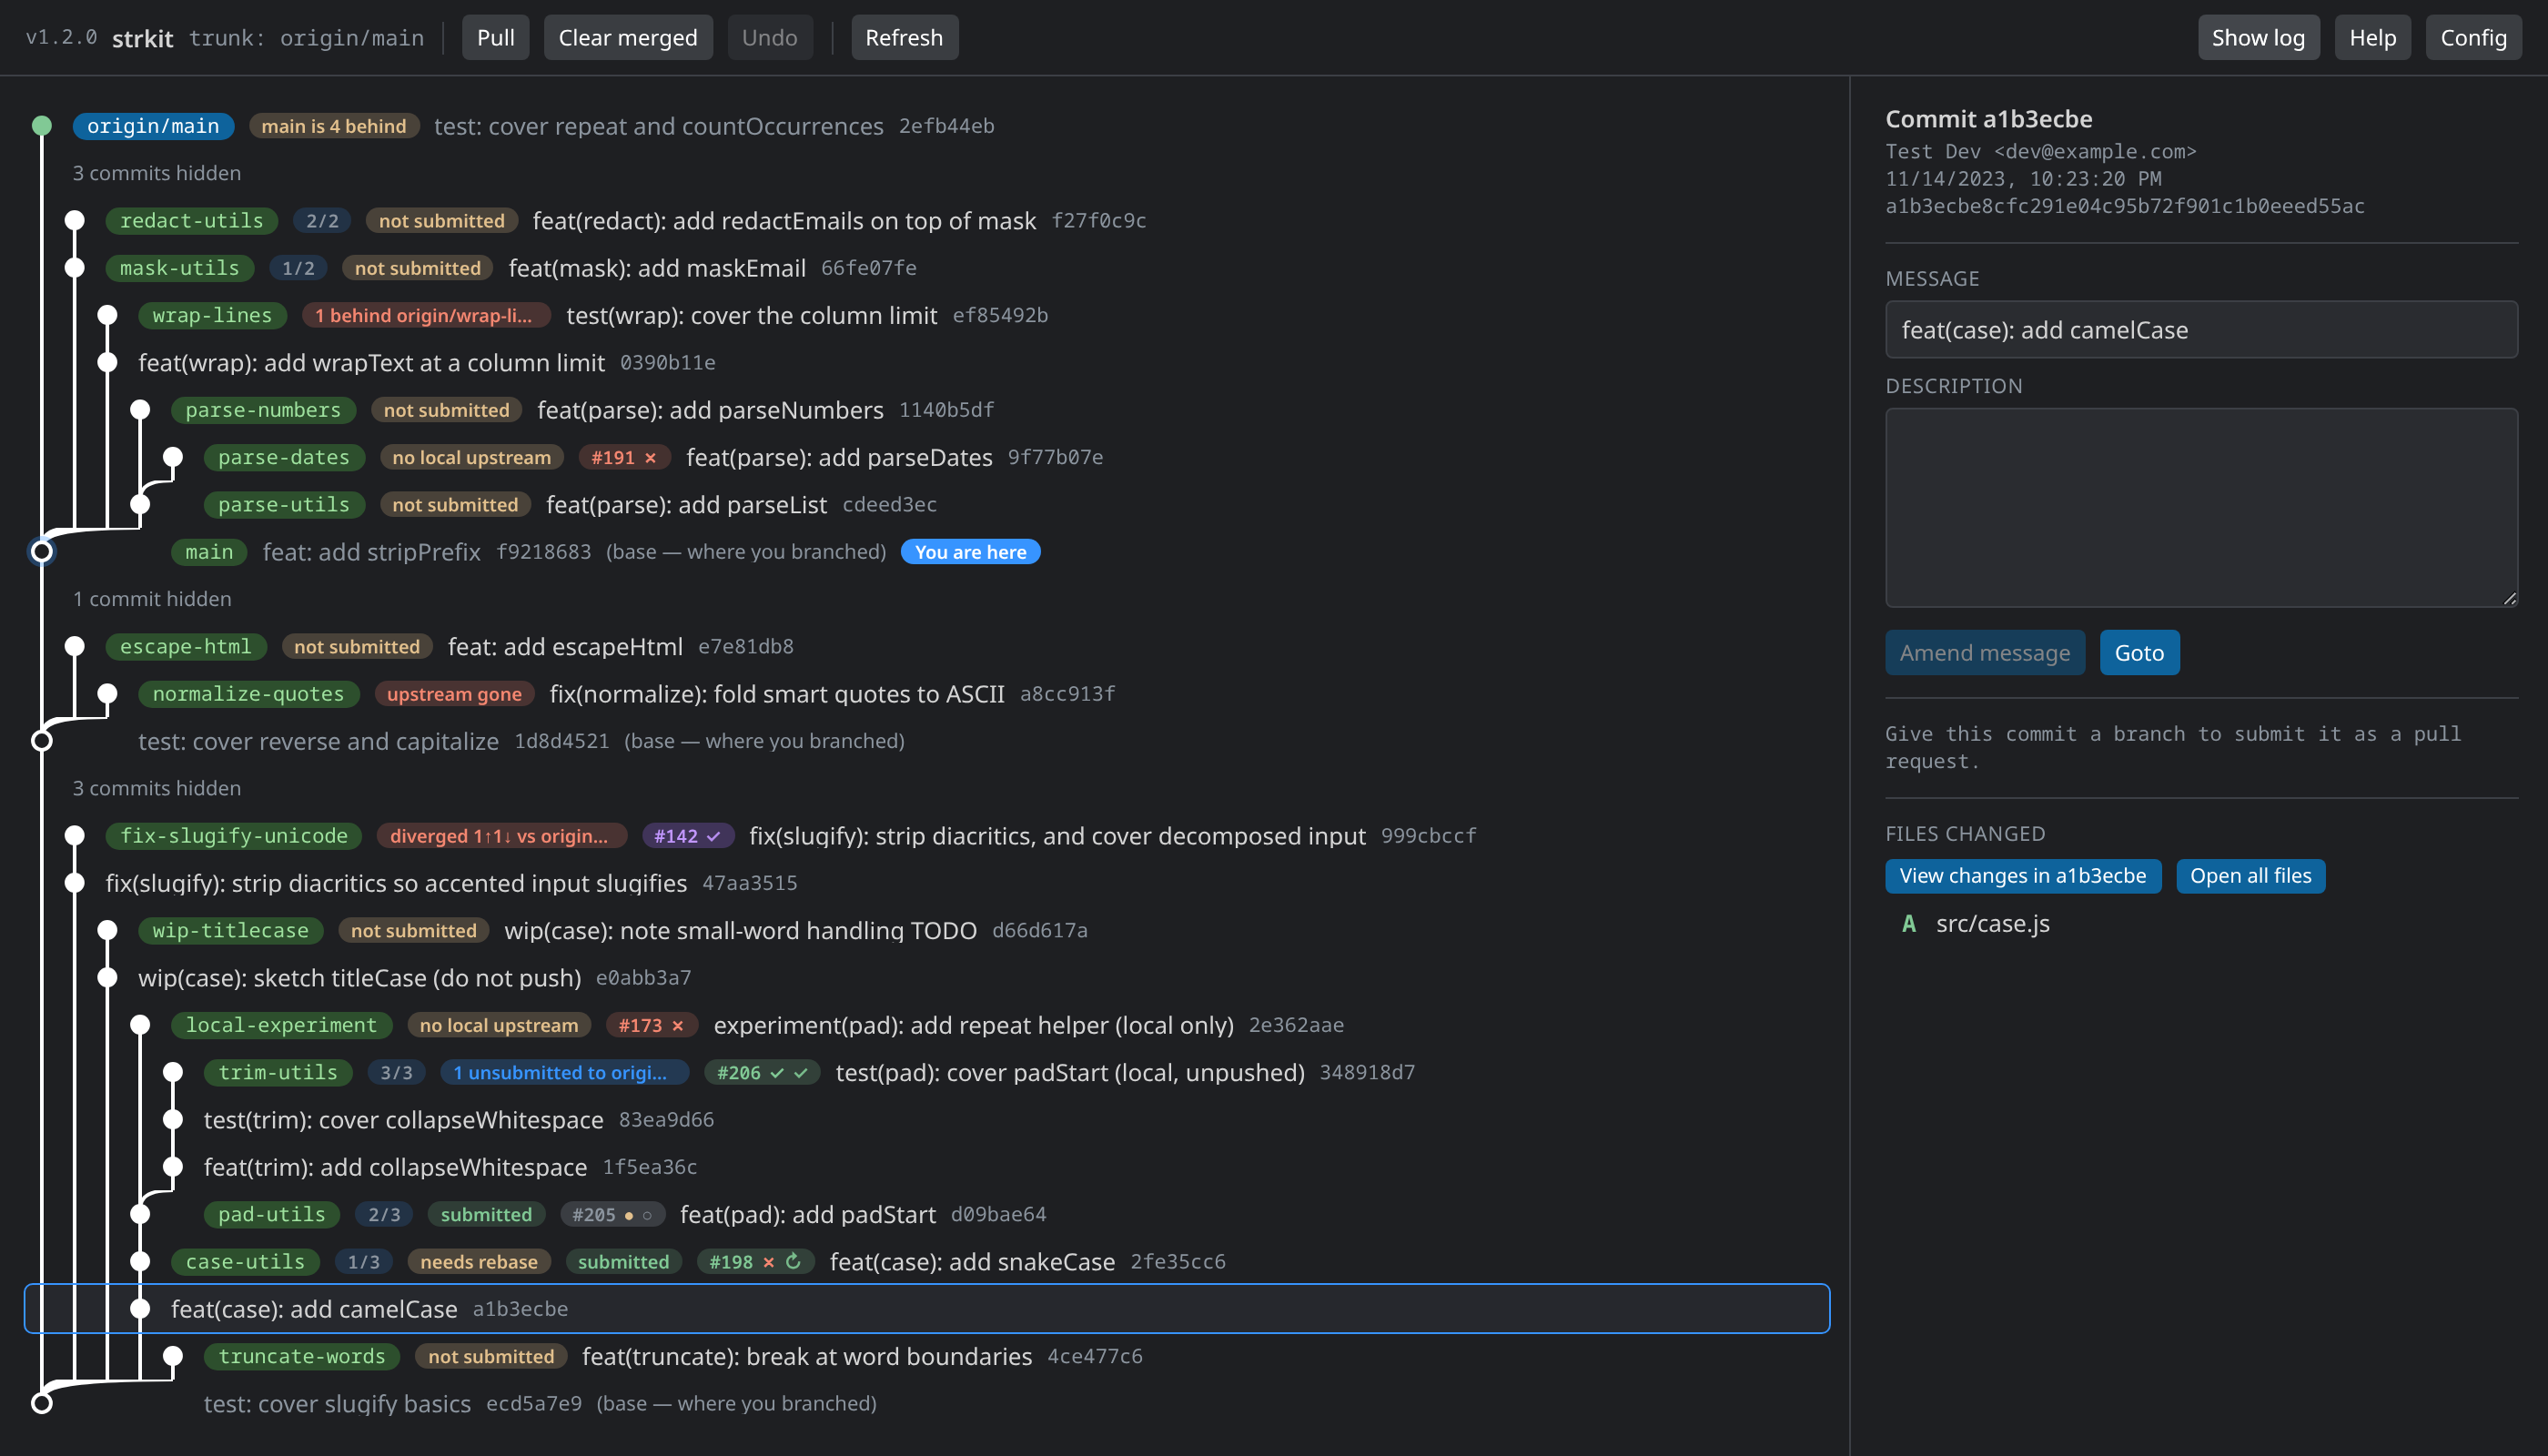 v1.2.0 strkit trunk: origin/main Pull Clear merged Undo Refresh Show log Help Config
origin/main main is 4 behind test: cover repeat and countOccurrences 2efb44eb
3 commits hidden
redact-utils 2/2 not submitted feat(redact): add redactEmails on top of mask f27f0c9c
mask-utils 1/2 not submitted feat(mask): add maskEmail 66fe07fe
wrap-lines 1 behind origin/wrap-li... test(wrap): cover the column limit ef85492b
feat(wrap): add wrapText at a column limit 0390b11e
parse-numbers not submitted feat(parse): add parseNumbers 1140b5df
parse-dates no local upstream #191 × feat(parse): add parseDates 9f77b07e
parse-utils not submitted feat(parse): add parseList cdeed3ec
main feat: add stripPrefix f9218683 (base — where you branched) You are here
1 commit hidden
escape-html not submitted feat: add escapeHtml e7e81db8
normalize-quotes upstream gone fix(normalize): fold smart quotes to ASCII a8cc913f
test: cover reverse and capitalize 1d8d4521 (base — where you branched)
3 commits hidden
fix-slugify-unicode diverged 1↑1↓ vs origin... #142 ✓ fix(slugify): strip diacritics, and cover decomposed input 999cbccf
fix(slugify): strip diacritics so accented input slugifies 47aa3515
wip-titlecase not submitted wip(case): note small-word handling TODO d66d617a
wip(case): sketch titleCase (do not push) e0abb3a7
local-experiment no local upstream #173 × experiment(pad): add repeat helper (local only) 2e362aae
trim-utils 3/3 1 unsubmitted to origi... #206 ✓ ✓ test(pad): cover padStart (local, unpushed) 348918d7
test(trim): cover collapseWhitespace 83ea9d66
feat(trim): add collapseWhitespace 1f5ea36c
pad-utils 2/3 submitted #205 ● ○ feat(pad): add padStart d09bae64
case-utils 1/3 needs rebase submitted #198 × ↻ feat(case): add snakeCase 2fe35cc6
feat(case): add camelCase a1b3ecbe
truncate-words not submitted feat(truncate): break at word boundaries 4ce477c6
test: cover slugify basics ecd5a7e9 (base — where you branched)
Commit a1b3ecbe
Test Dev <dev@example.com>
11/14/2023, 10:23:20 PM
a1b3ecbe8cfc291e04c95b72f901c1b0eeed55ac
MESSAGE
feat(case): add camelCase
DESCRIPTION
Amend message Goto
Give this commit a branch to submit it as a pull
request.
FILES CHANGED
View changes in a1b3ecbe Open all files
A src/case.js